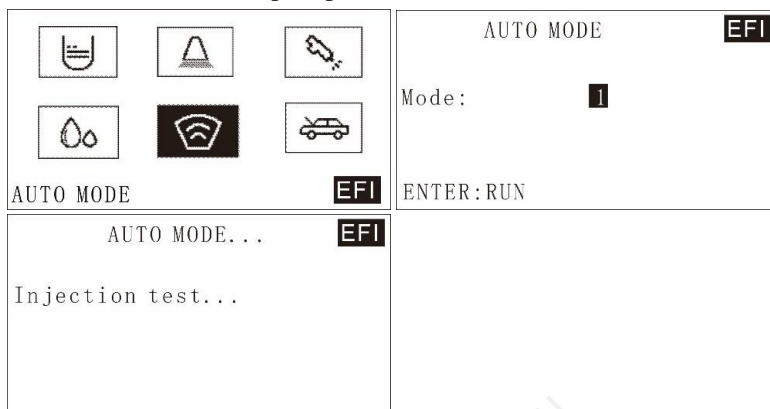 AUTO MODE EFI
AUTO MODE EFI
Mode: 1
ENTER:RUN
AUTO MODE... EFI
Injection test...